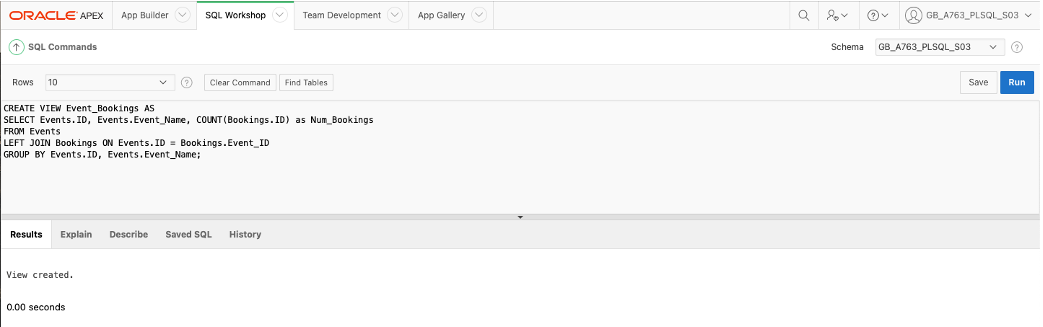 ORACLE APEX App Builder SQL Workshop Team Development App Gallery GB_A763_PLSQL_S03
SQL Commands Schema GB_A763_PLSQL_S03
Rows 10 Clear Command Find Tables Save Run
CREATE VIEW Event_Bookings AS
SELECT Events.ID, Events.Event_Name, COUNT(Bookings.ID) as Num_Bookings
FROM Events
LEFT JOIN Bookings ON Events.ID = Bookings.Event_ID
GROUP BY Events.ID, Events.Event_Name;
Results Explain Describe Saved SQL History
View created.
0.00 seconds